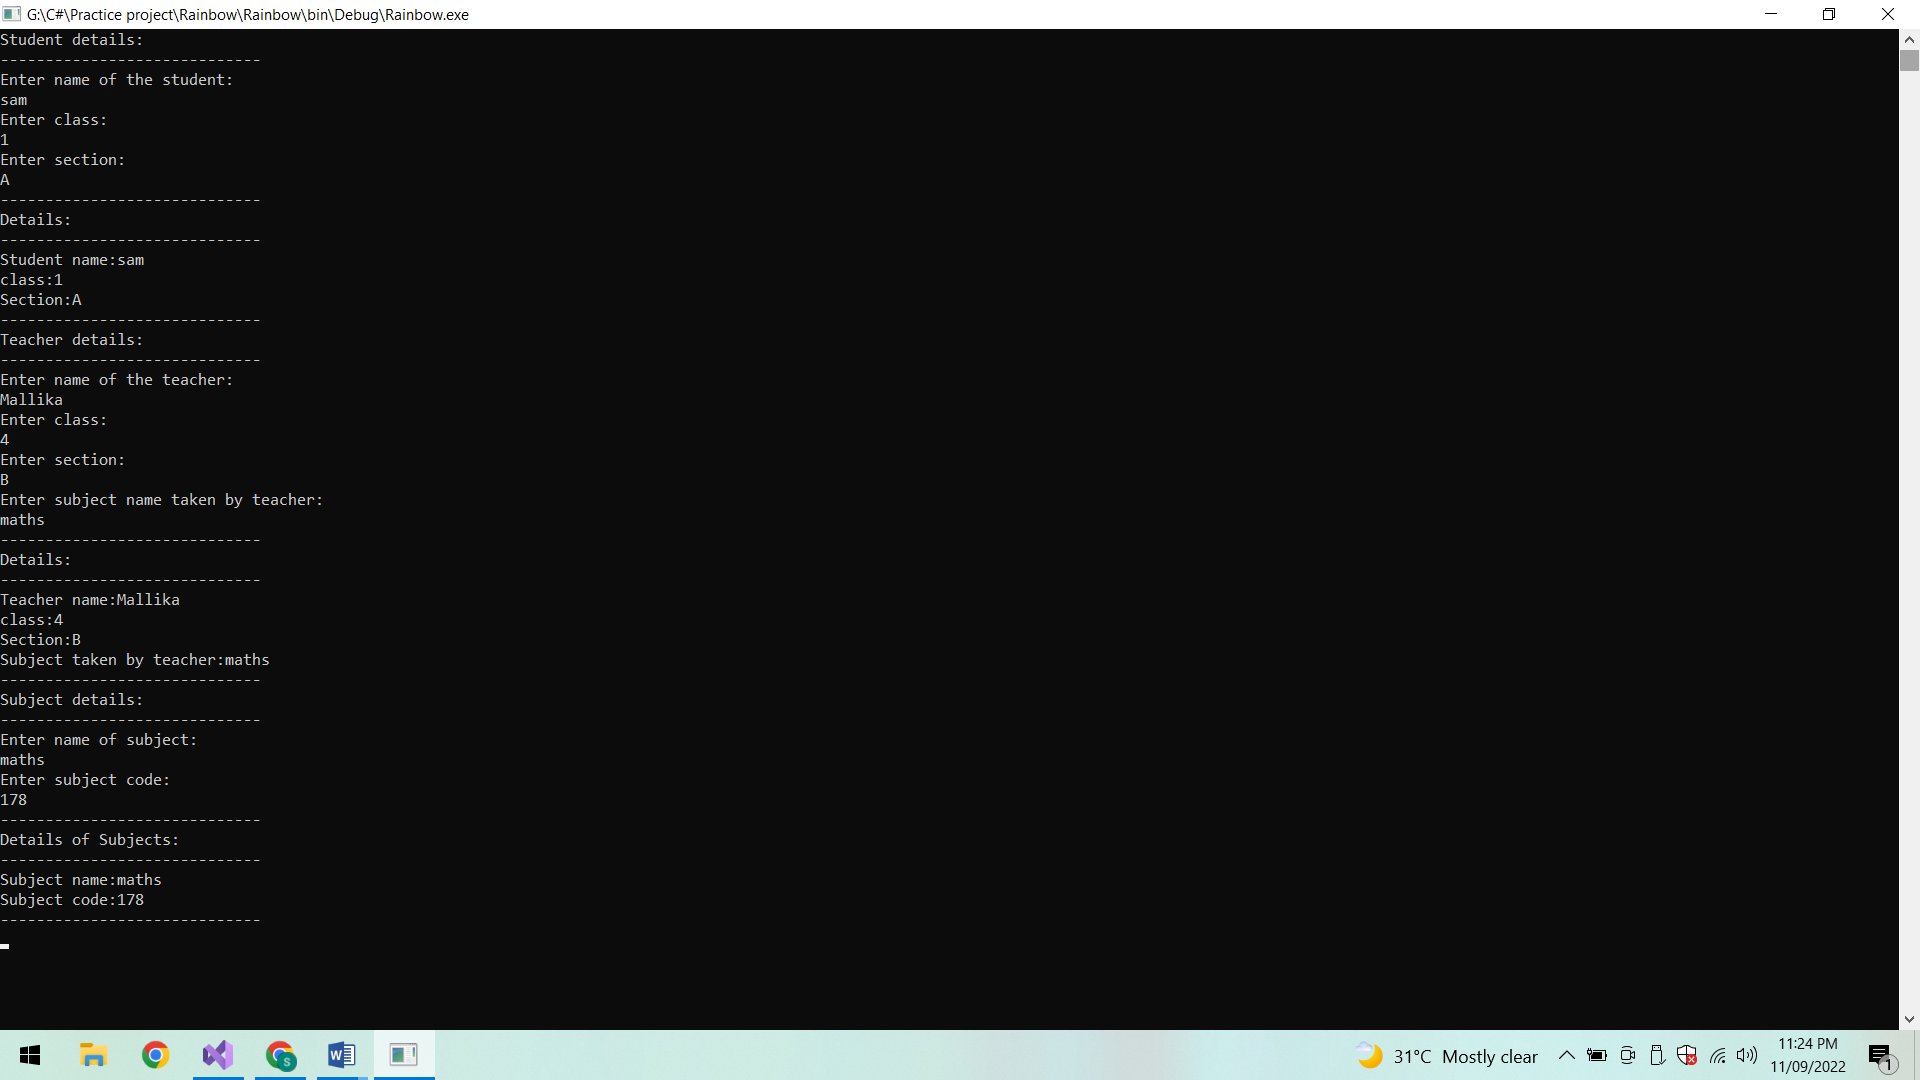 G:\C#\Practice project\Rainbow\Rainbow\bin\Debug\Rainbow.exe
Student details:
-----------------------------
Enter name of the student:
sam
Enter class:
1
Enter section:
A
-----------------------------
Details:
-----------------------------
Student name:sam
class:1
Section:A
-----------------------------
Teacher details:
-----------------------------
Enter name of the teacher:
Mallika
Enter class:
4
Enter section:
B
Enter subject name taken by teacher:
maths
-----------------------------
Details:
-----------------------------
Teacher name:Mallika
class:4
Section:B
Subject taken by teacher:maths
-----------------------------
Subject details:
-----------------------------
Enter name of subject:
maths
Enter subject code:
178
-----------------------------
Details of Subjects:
-----------------------------
Subject name:maths
Subject code:178
-----------------------------
S
W
31°C Mostly clear
11:24 PM
11/09/2022
1